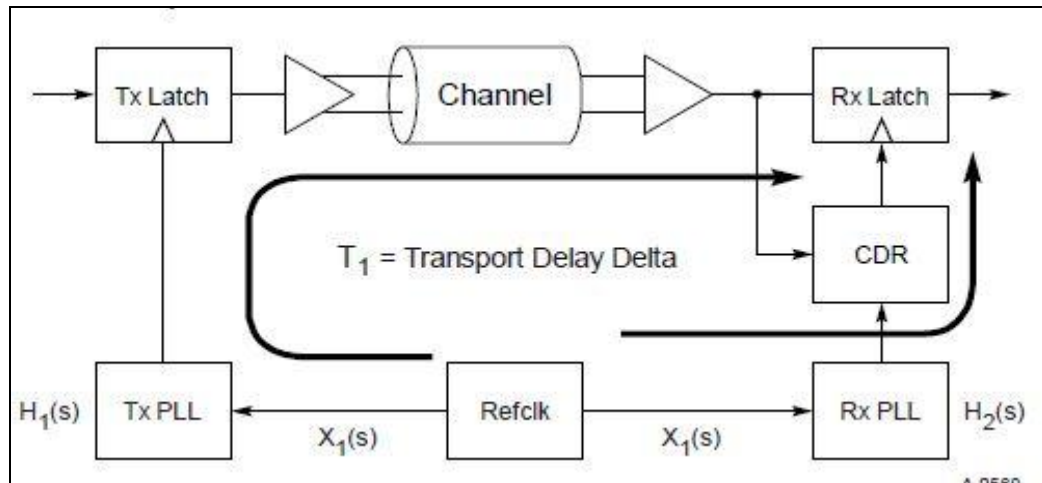 Tx Latch
Channel
Rx Latch
T1 = Transport Delay Delta
CDR
H1(s)
Tx PLL
X1(s)
Refclk
X1(s)
Rx PLL
H2(s)